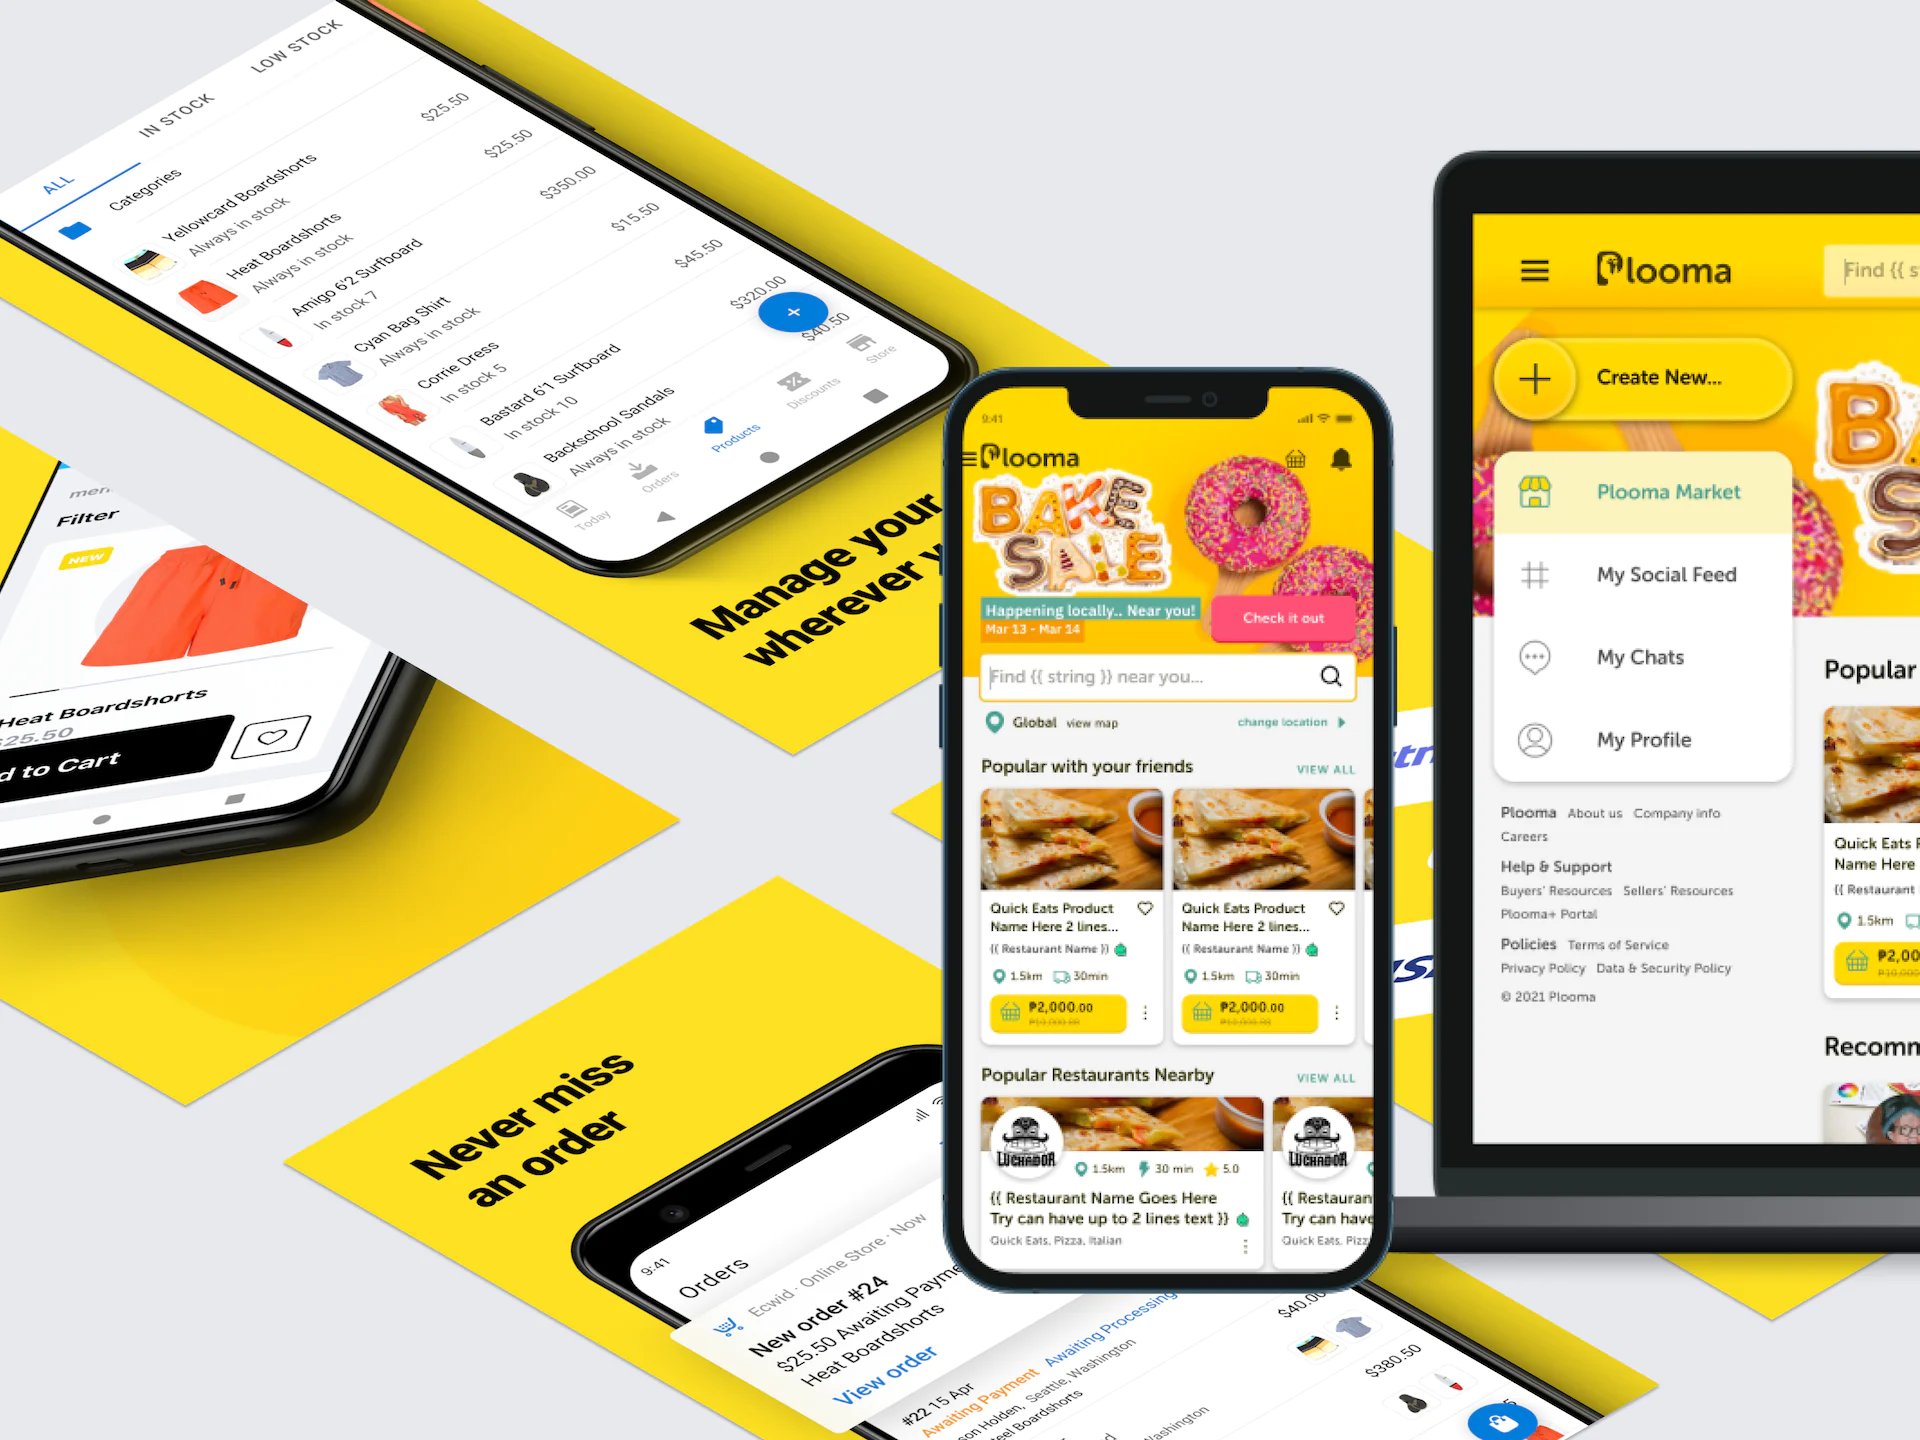 ALL
IN STOCK
LOW STOCK
Categories
Yellowcard Boardshorts
Always in stock
$25.50
Heat Boardshorts
Always in stock
$25.50
Amigo 6'2 Surfboard
In stock 7
$350.00
Cyan Bag Shirt
Always in stock
$15.50
Corrie Dress
In stock 5
$45.50
Bastard 6'1 Surfboard
In stock 10
$320.00
Backschool Sandals
Always in stock
$40.50
+
Today
Orders
Products
Discounts
Store
Manage your
wherever
Filter
NEW
Heat Boardshorts
$25.50
to Cart
Never miss
an order
9:41
Orders
Ecwid · Online Store · Now
New order #24
$25.50 Awaiting
Heat Boardshorts
View order
#22 15 Apr
Awaiting Payment
Awaiting Processing
Holden, Seattle, Washington
Boardshorts
$40.00
$380.50
9:41
Plooma
BAKE
SALE
Happening locally.. Near you!
Mar 13 - Mar 14
Check it out
Find {{ string }} near you...
Global view map
change location
Popular with your friends
VIEW ALL
Quick Eats Product
Name Here 2 lines...
{{ Restaurant Name }}
1.5km 30min
₱2,000.00
Quick Eats Product
Name Here 2 lines...
{{ Restaurant Name }}
1.5km 30min
₱2,000.00
Popular Restaurants Nearby
VIEW ALL
LUCHADOR
1.5km 30 min 5.0
{{ Restaurant Name Goes Here
Try can have up to 2 lines text }}
Quick Eats, Pizza, Italian
LUCHADOR
{{ Restauran
Try can have
Quick Eats, Pizz
Plooma
Find {{ s
Create New...
Plooma Market
My Social Feed
My Chats
My Profile
Plooma About us Company info
Careers
Help & Support
Buyers' Resources Sellers' Resources
Plooma+ Portal
Policies Terms of Service
Privacy Policy Data & Security Policy
© 2021 Plooma
Popular
Quick Eats
Name Here
{{ Restaurant
1.5km
₱2,00
Recomm